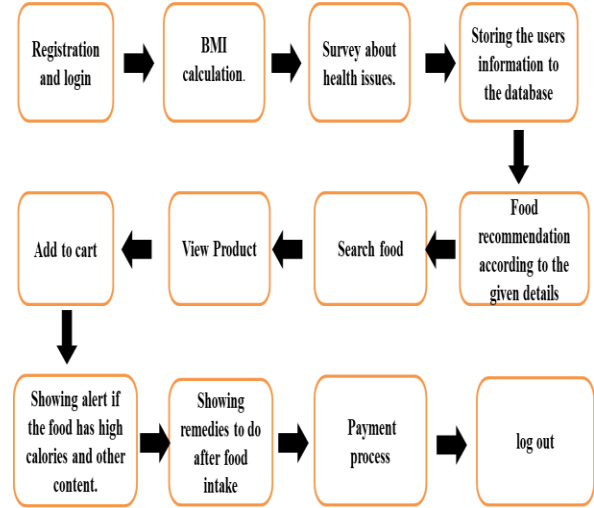 Registration
and login
BMI
calculation.
Survey about
health issues.
Storing the users
information to
the database
Food
recommendation
according to the
given details
Search food
View Product
Add to cart
Showing alert if
the food has high
calories and other
content.
Showing
remedies to do
after food
intake
Payment
process
log out